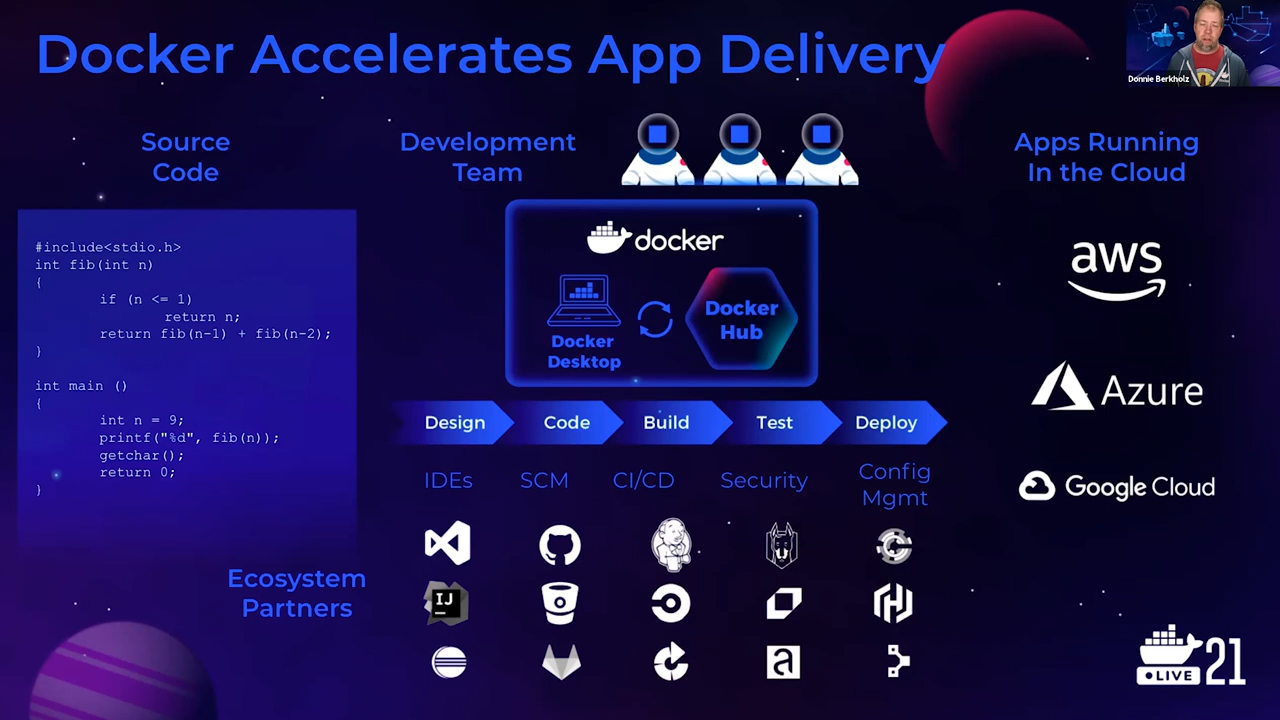 Docker Accelerates App Delivery
Donnie Berkholz
Source
Code
#include<stdio.h>
int fib(int n)
{
if (n <= 1)
return n;
return fib(n-1) + fib(n-2);
}
int main ()
{
int n = 9;
printf("%d", fib(n));
getchar();
return 0;
}
Development
Team
docker
Docker
Desktop
Docker
Hub
Design
Code
Build
Test
Deploy
IDEs
SCM
CI/CD
Security
Config
Mgmt
Ecosystem
Partners
IJ
a
Apps Running
In the Cloud
aws
Azure
Google Cloud
LIVE
21